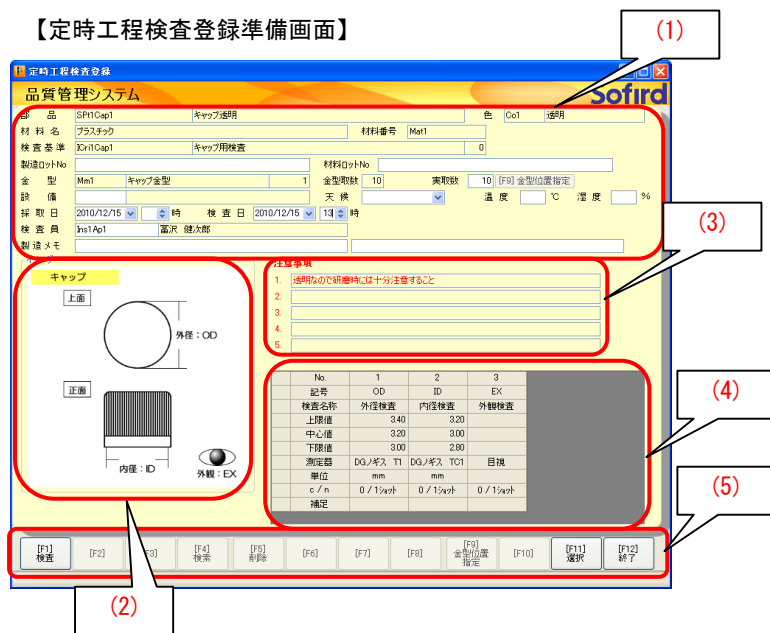 【定時工程検査登録準備画面】
(1)
定時工程検査登録
品質管理システム
Sofird
部 品 SPt1Cap1 キャップ透明 色 Co1 透明
材 料 名 プラスチック 材料番号 Mat1
検 査 基 準 ICri1Cap1 キャップ用検査 0
製造ロットNo 材料ロットNo
金 型 Mm1 キャップ金型 1 金型取数 10 実取数 10 [F9] 金型位置指定
設 備 天 候 温 度 ℃ 湿 度 %
採 取 日 2010/12/15 時 検 査 日 2010/12/15 13 時
検 査 員 Ins1Ap1 富沢 健次郎
製 造 メ モ
(3)
キャップ
上面
外径:OD
正面
内径:ID
外観:EX
注意事項
1. 透明なので研磨時には十分注意すること
2.
3.
4.
5.
No. 1 2 3
記号 OD ID EX
検査名称 外径検査 内径検査 外観検査
上限値 3.40 3.20
中心値 3.20 3.00
下限値 3.00 2.80
測定器 DGノギス T1 DGノギス TC1 目視
単位 mm mm
c / n 0 / 1ショット 0 / 1ショット 0 / 1ショット
補足
(4)
(5)
[F1] 検査 [F2] [F3] [F4] 検索 [F5] 削除 [F6] [F7] [F8] [F9] 金型位置指定 [F10] [F11] 選択 [F12] 終了
(2)